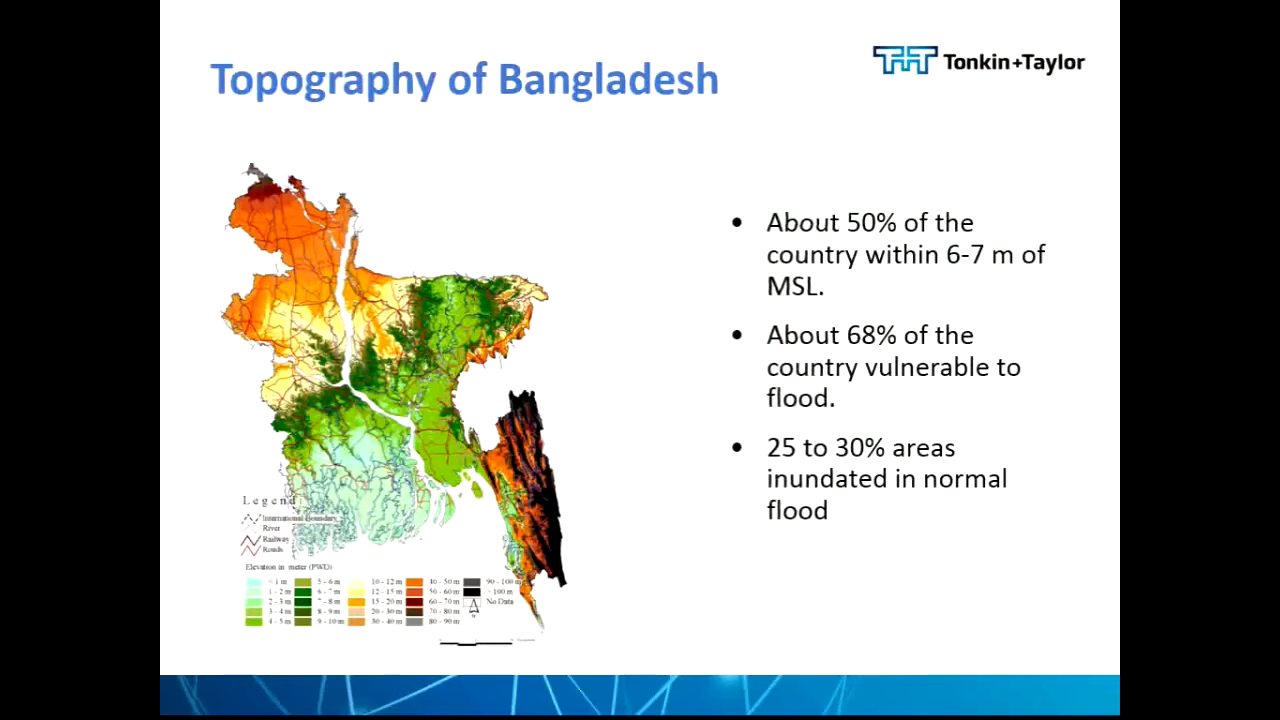 Topography of Bangladesh
Tonkin+Taylor
• About 50% of the
country within 6-7 m of
MSL.
• About 68% of the
country vulnerable to
flood.
• 25 to 30% areas
inundated in normal
flood
Legend
International Boundary
River
Railway
Roads
Elevation in meter (PWD)
< 1 m 5 - 6 m 10 - 12 m 40 - 50 m 90 - 100 m
1 - 2 m 6 - 7 m 12 - 15 m 50 - 60 m > 100 m
2 - 3 m 7 - 8 m 15 - 20 m 60 - 70 m No Data
3 - 4 m 8 - 9 m 20 - 30 m 70 - 80 m
4 - 5 m 9 - 10 m 30 - 40 m 80 - 90 m